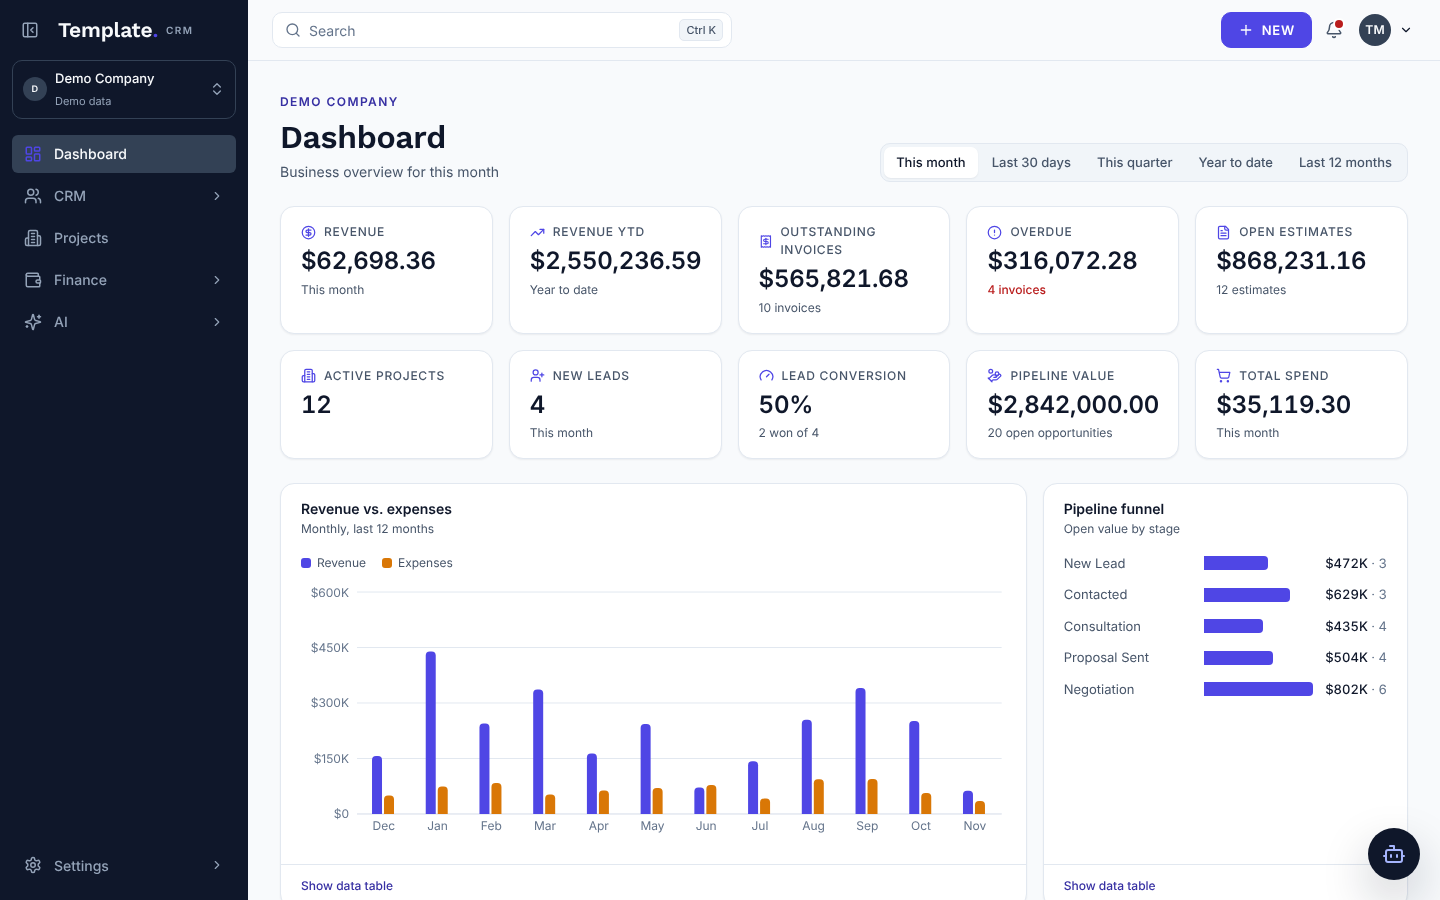 Template. CRM
D
Demo Company
Demo data
Dashboard
CRM
Projects
Finance
AI
Settings
Search
Ctrl K
NEW
TM
DEMO COMPANY
Dashboard
Business overview for this month
This month
Last 30 days
This quarter
Year to date
Last 12 months
REVENUE
$62,698.36
This month
REVENUE YTD
$2,550,236.59
Year to date
OUTSTANDING
INVOICES
$565,821.68
10 invoices
OVERDUE
$316,072.28
4 invoices
OPEN ESTIMATES
$868,231.16
12 estimates
ACTIVE PROJECTS
12
NEW LEADS
4
This month
LEAD CONVERSION
50%
2 won of 4
PIPELINE VALUE
$2,842,000.00
20 open opportunities
TOTAL SPEND
$35,119.30
This month
Revenue vs. expenses
Monthly, last 12 months
Revenue
Expenses
$600K
$450K
$300K
$150K
$0
Dec Jan Feb Mar Apr May Jun Jul Aug Sep Oct Nov
Show data table
Pipeline funnel
Open value by stage
New Lead $472K · 3
Contacted $629K · 3
Consultation $435K · 4
Proposal Sent $504K · 4
Negotiation $802K · 6
Show data table